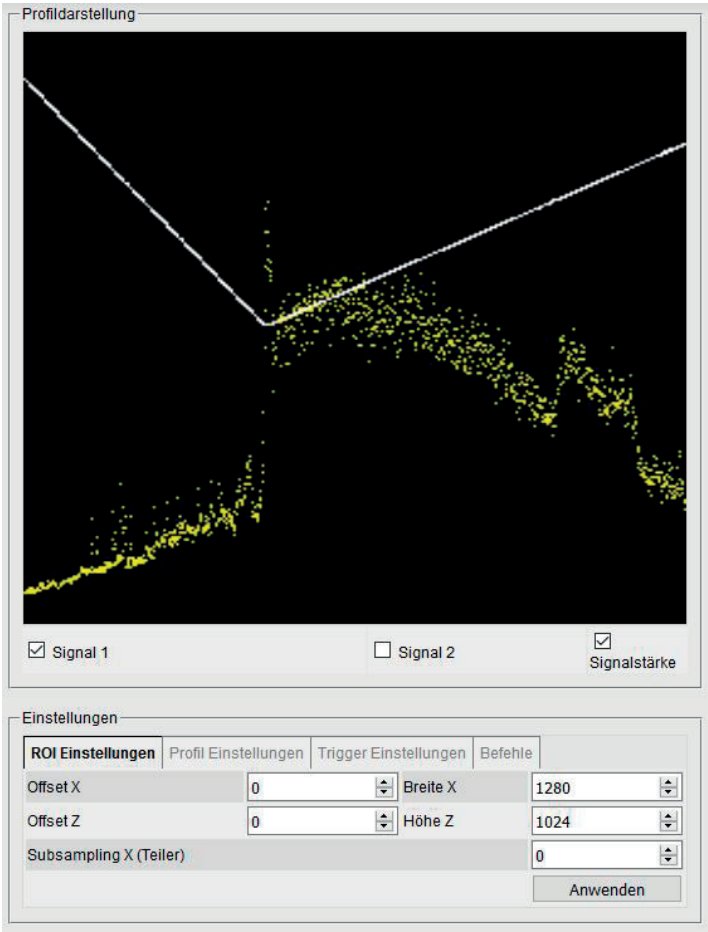 Profildarstellung
Signal 1
Signal 2
Signalstärke
Einstellungen
ROI Einstellungen
Profil Einstellungen
Trigger Einstellungen
Befehle
Offset X
0
Breite X
1280
Offset Z
0
Höhe Z
1024
Subsampling X (Teiler)
0
Anwenden